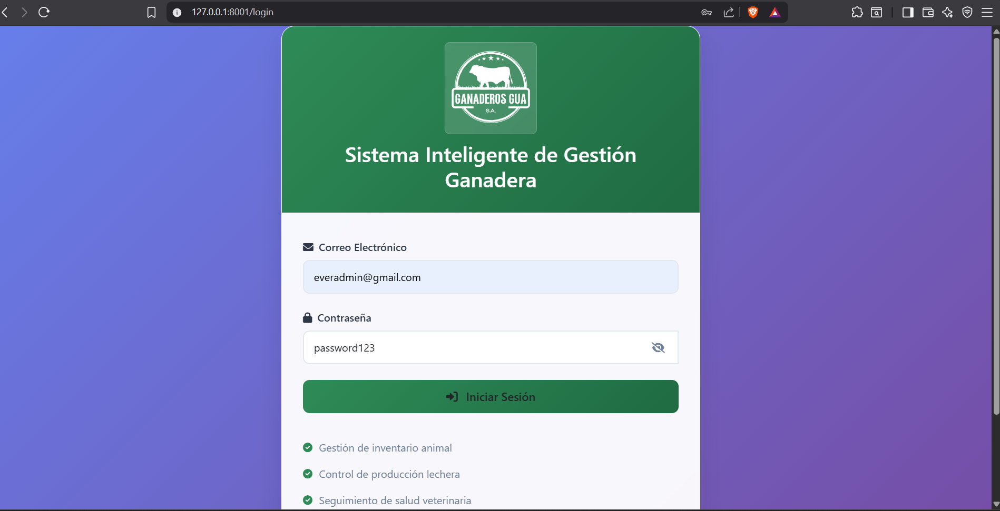 127.0.0.1:8001/login
GANADEROS GUA
S.A.
Sistema Inteligente de Gestión
Ganadera
Correo Electrónico
everadmin@gmail.com
Contraseña
password123
Iniciar Sesión
Gestión de inventario animal
Control de producción lechera
Seguimiento de salud veterinaria